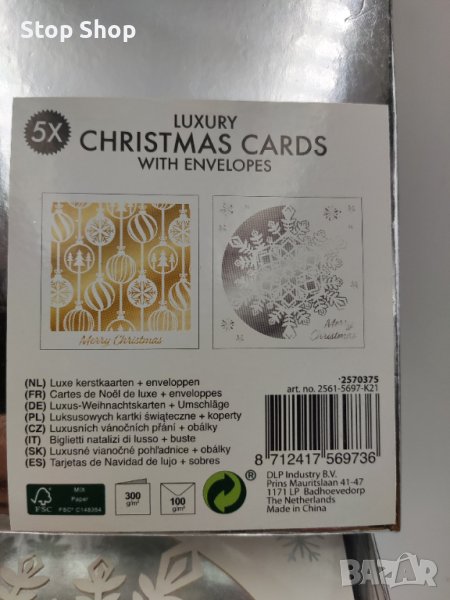 Stop Shop
5X
LUXURY
CHRISTMAS CARDS
WITH ENVELOPES
Merry Christmas
Merry
Christmas
(NL) Luxe kerstkaarten + enveloppen
(FR) Cartes de Noël de luxe + enveloppes
(DE) Luxus-Weihnachtskarten + Umschläge
(PL) Luksusowych kartki świąteczne + koperty
(CZ) Luxusních vánočních přání + obálky
(IT) Biglietti natalizi di lusso + buste
(SK) Luxusné vianočné pohľadnice + obálky
(ES) Tarjetas de Navidad de lujo + sobres
2570375
art. no. 2561-5697-K21
8 712417 569736
DLP Industry B.V.
Prins Mauritslaan 41-47
1171 LP Badhoevedorp
The Netherlands
Made in China
FSC
MIX
Paper
FSC® C148354
300
g/m²
100
g/m²
BAZAR